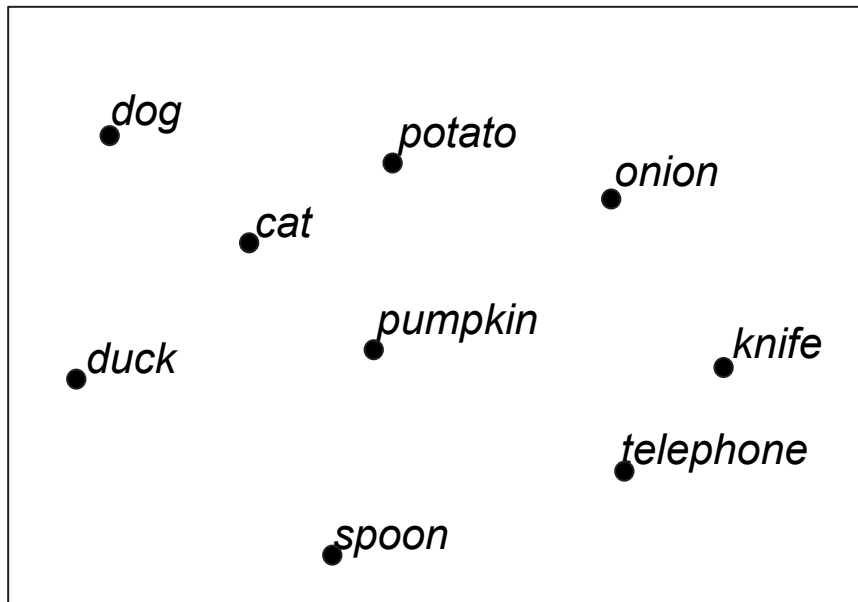 dog
potato
onion
cat
pumpkin
knife
duck
telephone
spoon